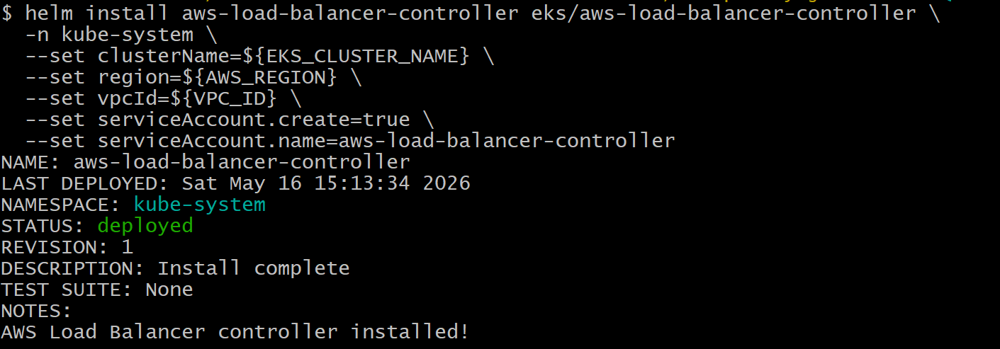 $ helm install aws-load-balancer-controller eks/aws-load-balancer-controller \
  -n kube-system \
  --set clusterName=${EKS_CLUSTER_NAME} \
  --set region=${AWS_REGION} \
  --set vpcId=${VPC_ID} \
  --set serviceAccount.create=true \
  --set serviceAccount.name=aws-load-balancer-controller
NAME: aws-load-balancer-controller
LAST DEPLOYED: Sat May 16 15:13:34 2026
NAMESPACE: kube-system
STATUS: deployed
REVISION: 1
DESCRIPTION: Install complete
TEST SUITE: None
NOTES:
AWS Load Balancer controller installed!